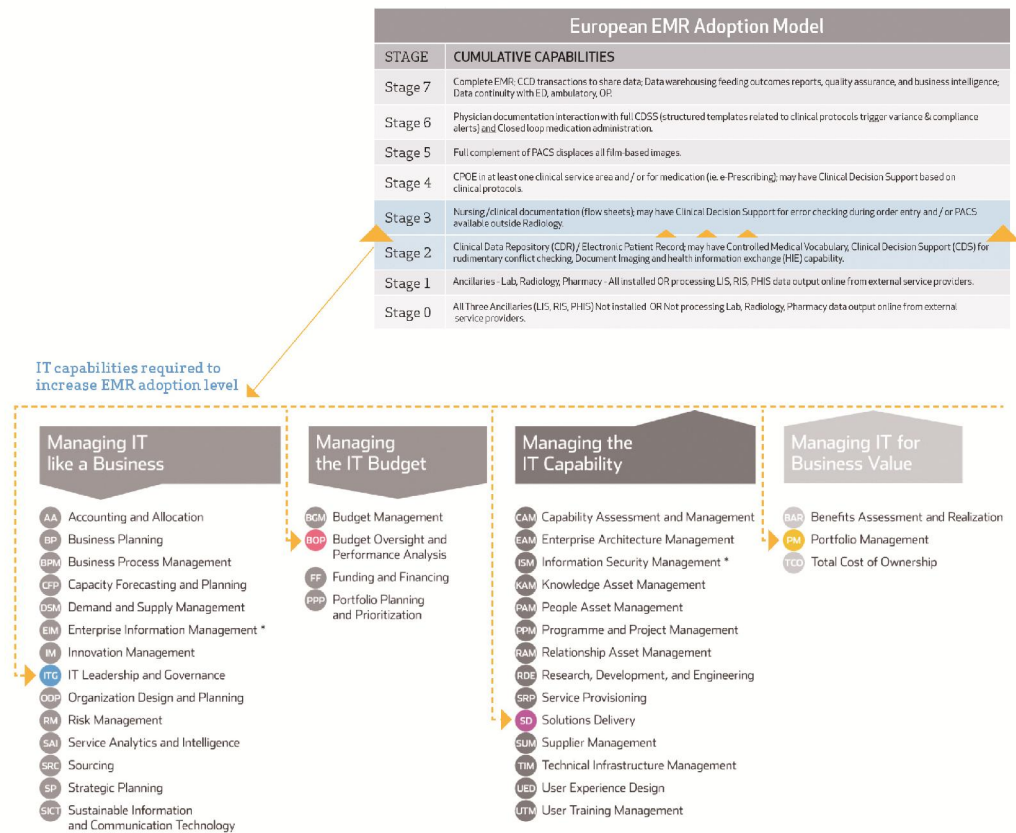 European EMR Adoption Model
STAGE CUMULATIVE CAPABILITIES
Stage 7 Complete EMR; CCD transactions to share data; Data warehousing feeding outcomes reports, quality assurance, and business intelligence;
Data continuity with ED, ambulatory, OP.
Stage 6 Physician documentation interaction with full CDSS (structured templates related to clinical protocols trigger variance & compliance
alerts) and Closed loop medication administration.
Stage 5 Full complement of PACS displaces all film-based images.
Stage 4 CPOE in at least one clinical service area and / or for medication (ie. e-Prescribing); may have Clinical Decision Support based on
clinical protocols.
Stage 3 Nursing/clinical documentation (flow sheets); may have Clinical Decision Support for error checking during order entry and / or PACS
available outside Radiology.
Stage 2 Clinical Data Repository (CDR) / Electronic Patient Record; may have Controlled Medical Vocabulary, Clinical Decision Support (CDS) for
rudimentary conflict checking, Document Imaging and health information exchange (HIE) capability.
Stage 1 Ancillaries - Lab, Radiology, Pharmacy - All installed OR processing LIS, RIS, PHIS data output online from external service providers.
Stage 0 All Three Ancillaries (LIS, RIS, PHIS) Not installed OR Not processing Lab, Radiology, Pharmacy data output online from external
service providers.
IT capabilities required to
increase EMR adoption level
Managing IT
like a Business
AA Accounting and Allocation
BP Business Planning
BPM Business Process Management
CFP Capacity Forecasting and Planning
DSM Demand and Supply Management
EIM Enterprise Information Management *
IM Innovation Management
ITG IT Leadership and Governance
ODP Organization Design and Planning
RM Risk Management
SAI Service Analytics and Intelligence
SRC Sourcing
SP Strategic Planning
SICT Sustainable Information
and Communication Technology
Managing
the IT Budget
BGM Budget Management
BOP Budget Oversight and
Performance Analysis
FF Funding and Financing
PPP Portfolio Planning
and Prioritization
Managing the
IT Capability
CAM Capability Assessment and Management
EAM Enterprise Architecture Management
ISM Information Security Management *
KAM Knowledge Asset Management
PAM People Asset Management
PPM Programme and Project Management
RAM Relationship Asset Management
RDE Research, Development, and Engineering
SRP Service Provisioning
SD Solutions Delivery
SUM Supplier Management
TIM Technical Infrastructure Management
UED User Experience Design
UTM User Training Management
Managing IT for
Business Value
BAR Benefits Assessment and Realization
PM Portfolio Management
TCO Total Cost of Ownership